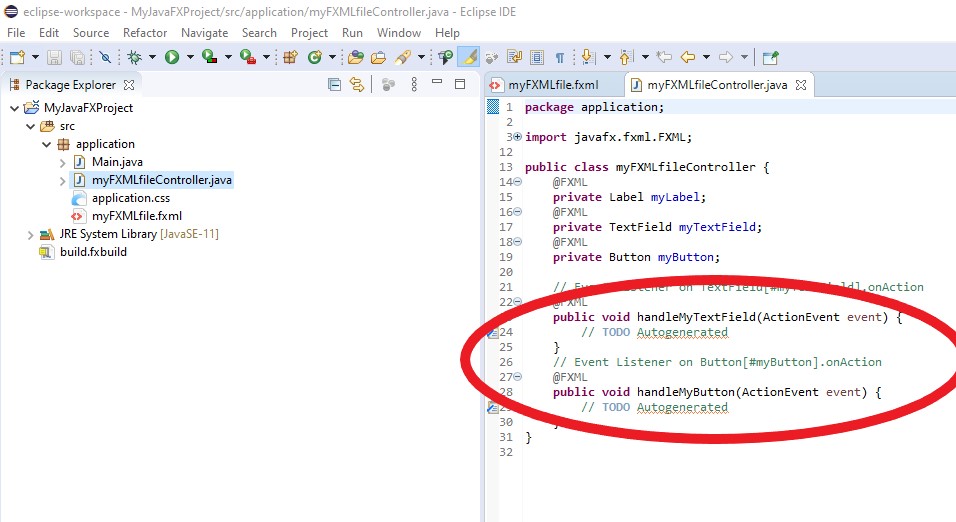 eclipse-workspace - MyJavaFXProject/src/application/myFXMLfileController.java - Eclipse IDE
File Edit Source Refactor Navigate Search Project Run Window Help
Package Explorer
MyJavaFXProject
src
application
Main.java
myFXMLfileController.java
application.css
myFXMLfile.fxml
JRE System Library [JavaSE-11]
build.fxbuild
myFXMLfile.fxml myFXMLfileController.java
1 package application;
2
3 import javafx.fxml.FXML;
12
13 public class myFXMLfileController {
14 @FXML
15 private Label myLabel;
16 @FXML
17 private TextField myTextField;
18 @FXML
19 private Button myButton;
20
21 // Event Listener on TextField[#myTextField].onAction
22 @FXML
public void handleMyTextField(ActionEvent event) {
24 // TODO Autogenerated
25 }
26 // Event Listener on Button[#myButton].onAction
27 @FXML
28 public void handleMyButton(ActionEvent event) {
29 // TODO Autogenerated
30 }
31 }
32